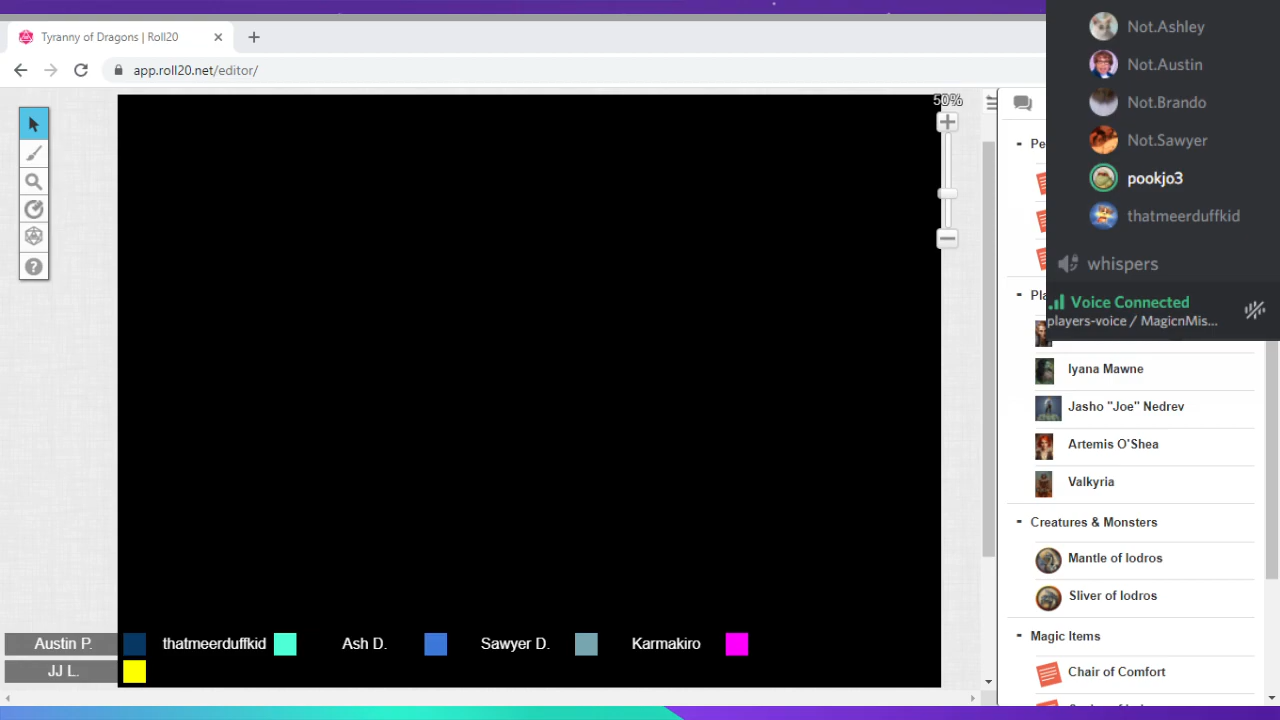 Tyranny of Dragons | Roll20
app.roll20.net/editor/
50%
Not.Ashley
Not.Austin
Not.Brando
Not.Sawyer
pookjo3
thatmeerduffkid
whispers
Voice Connected
players-voice / MagicnMis...
Iyana Mawne
Jasho "Joe" Nedrev
Artemis O'Shea
Valkyria
Creatures & Monsters
Mantle of Iodros
Sliver of Iodros
Magic Items
Chair of Comfort
Austin P. thatmeerduffkid Ash D. Sawyer D. Karmakiro
JJ L.